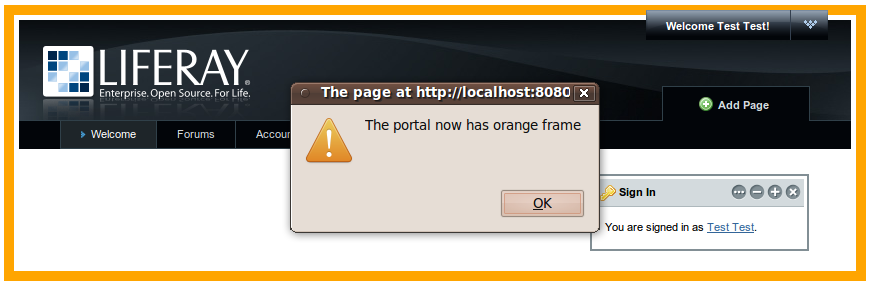 Welcome Test Test!
LIFERAY
Enterprise. Open Source. For Life.
The page at http://localhost:8080
The portal now has orange frame
OK
Add Page
Welcome
Forums
Accou
Sign In
You are signed in as Test Test.